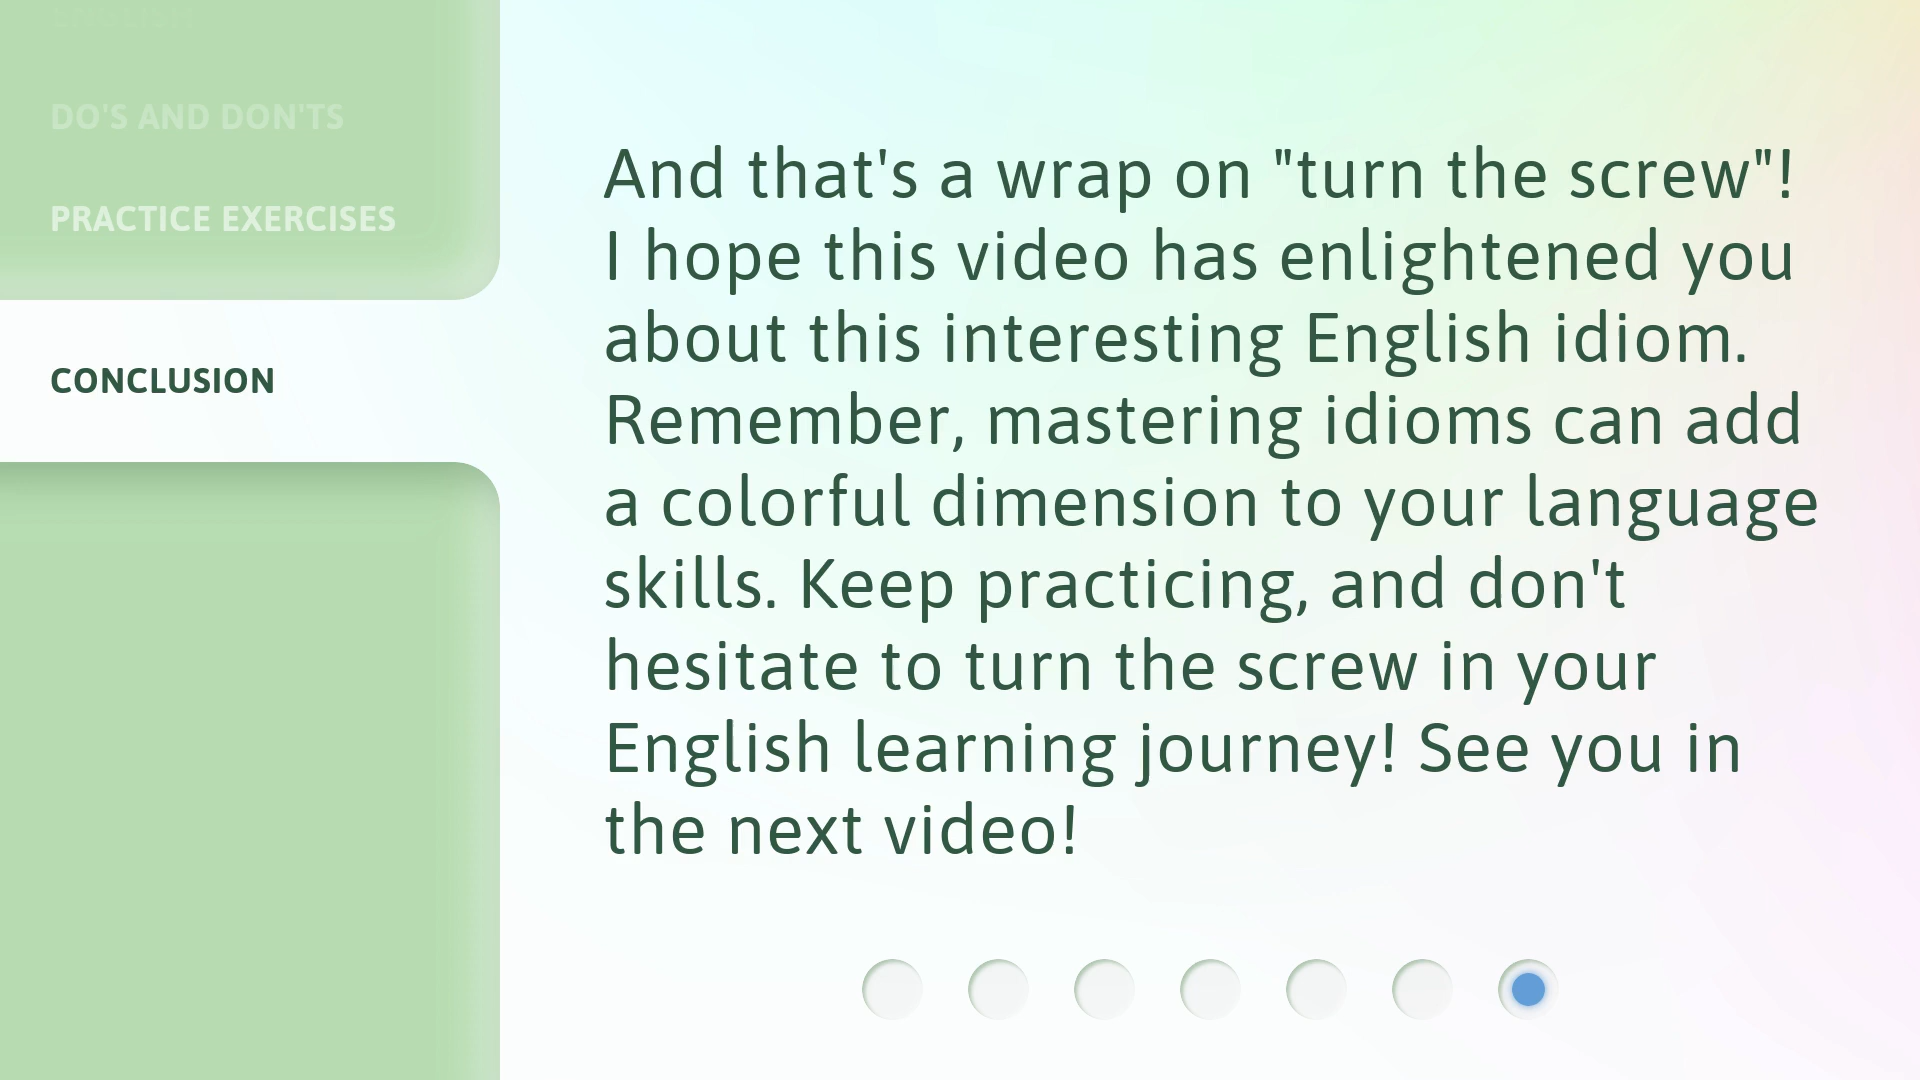 ENGLISH
DO'S AND DON'TS
PRACTICE EXERCISES
CONCLUSION
And that's a wrap on "turn the screw"!
I hope this video has enlightened you
about this interesting English idiom.
Remember, mastering idioms can add
a colorful dimension to your language
skills. Keep practicing, and don't
hesitate to turn the screw in your
English learning journey! See you in
the next video!